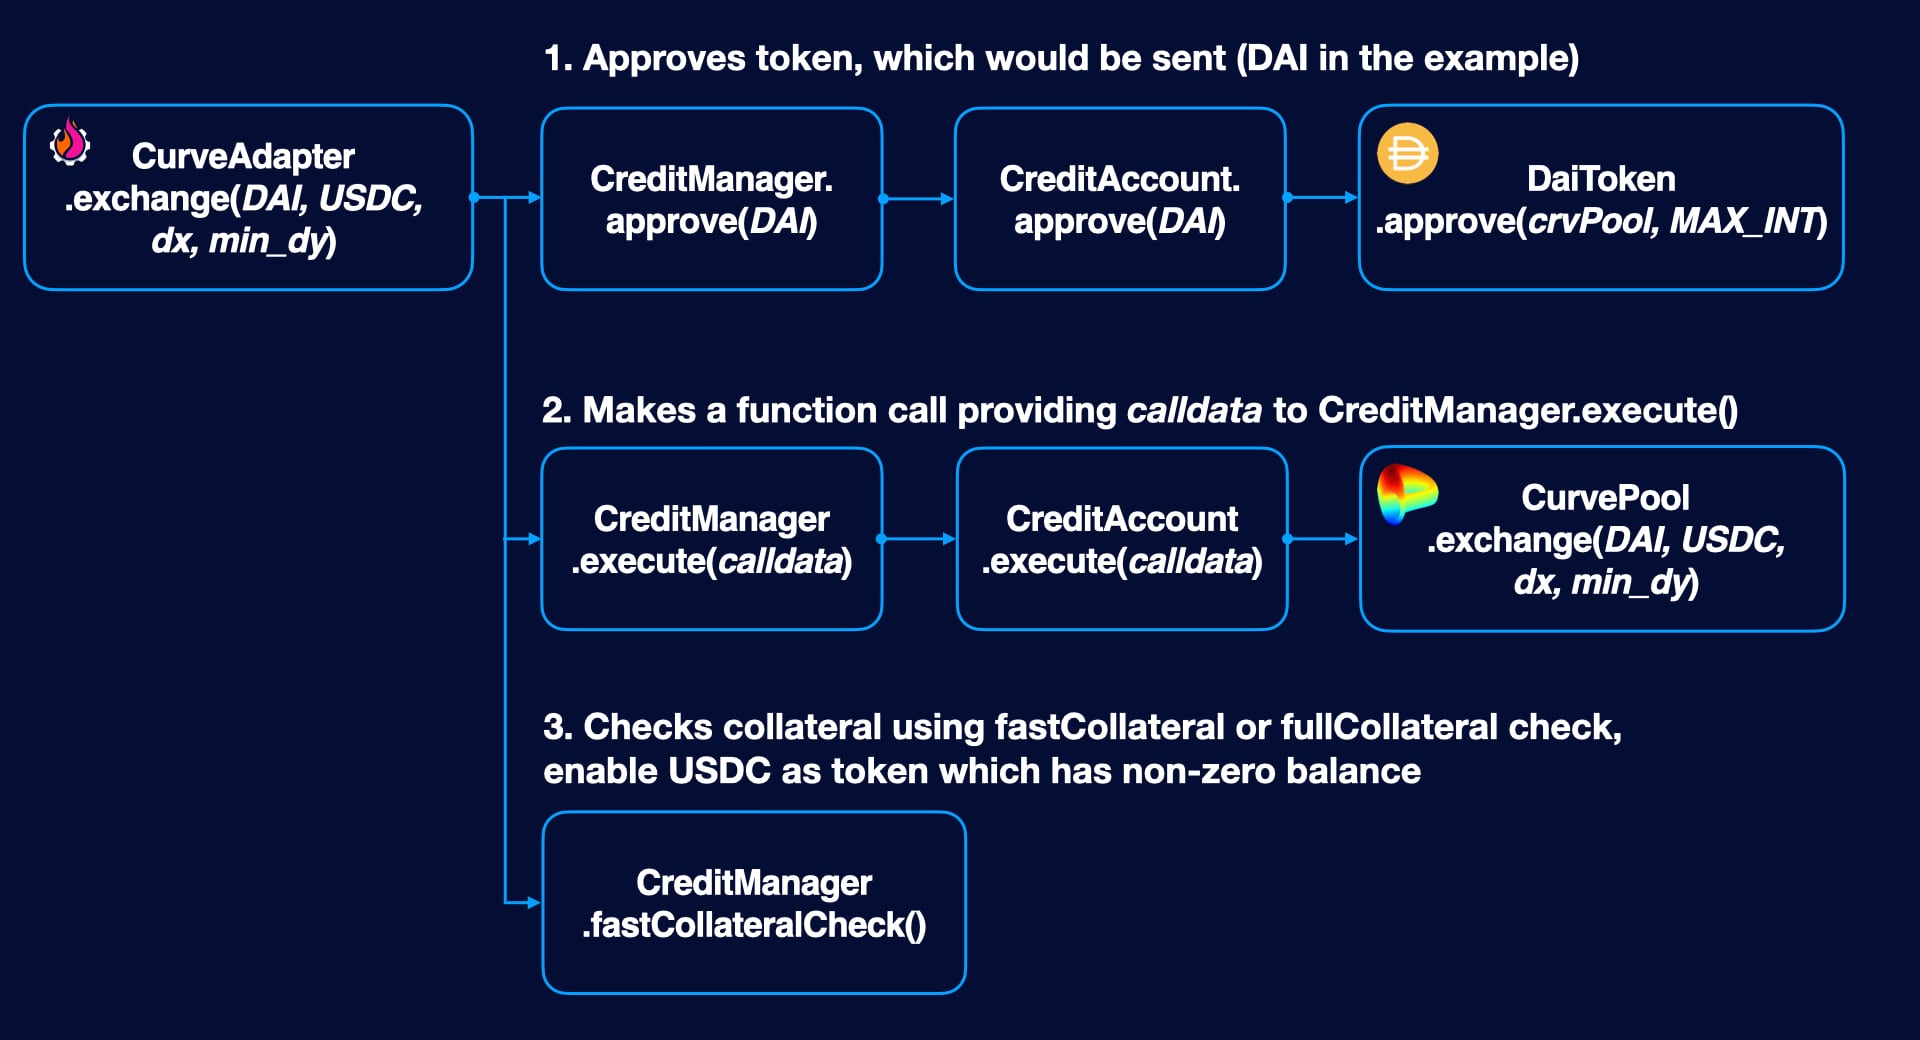 1. Approves token, which would be sent (DAI in the example)
CurveAdapter
.exchange(DAI, USDC,
dx, min_dy)
CreditManager.
approve(DAI)
CreditAccount.
approve(DAI)
DaiToken
.approve(crvPool, MAX_INT)
2. Makes a function call providing calldata to CreditManager.execute()
CreditManager
.execute(calldata)
CreditAccount
.execute(calldata)
CurvePool
.exchange(DAI, USDC,
dx, min_dy)
3. Checks collateral using fastCollateral or fullCollateral check,
enable USDC as token which has non-zero balance
CreditManager
.fastCollateralCheck()